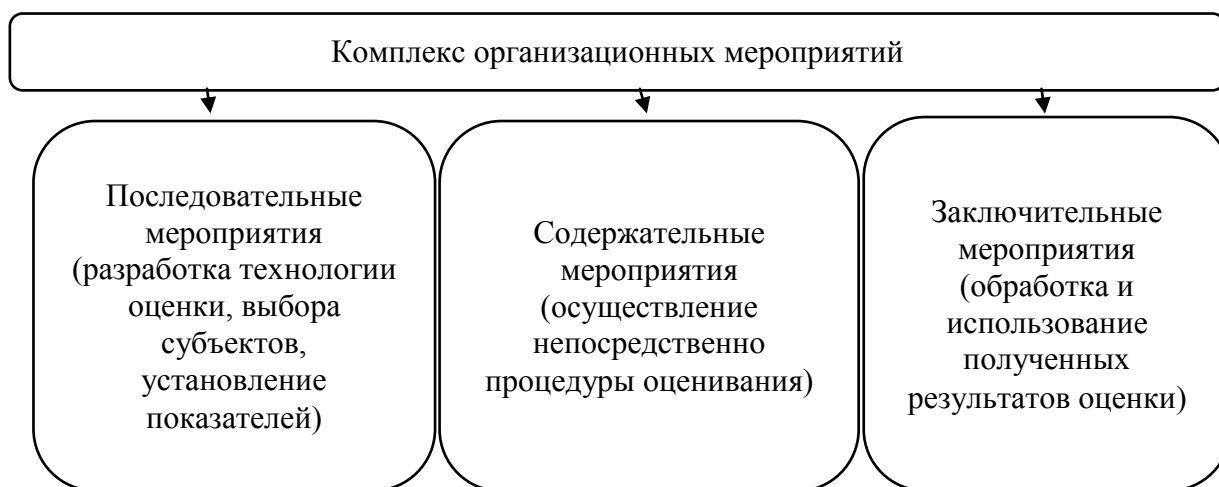 Комплекс организационных мероприятий
Последовательные
мероприятия
(разработка технологии
оценки, выбора
субъектов,
установление
показателей)
Содержательные
мероприятия
(осуществление
непосредственно
процедуры оценивания)
Заключительные
мероприятия
(обработка и
использование
полученных
результатов оценки)